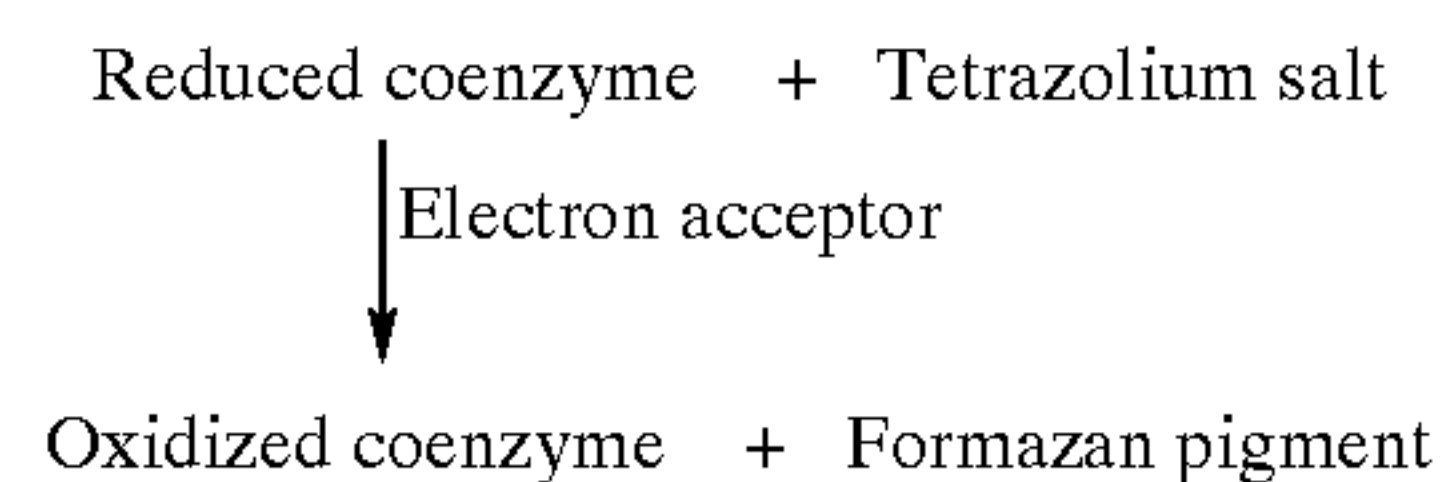 Reduced coenzyme + Tetrazolium salt
Electron acceptor
Oxidized coenzyme + Formazan pigment